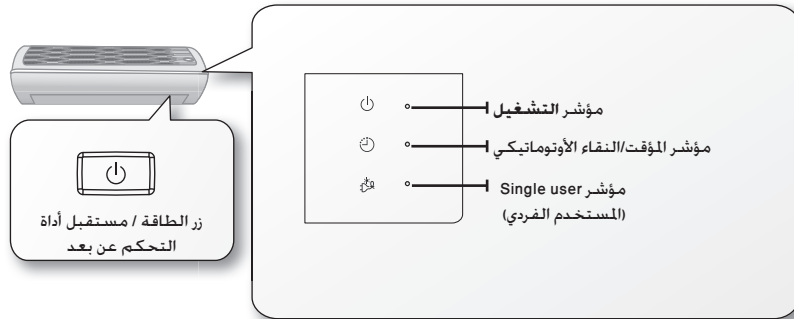 مؤشر التشغيل
مؤشر المؤقت/النقاء الأوتوماتيكي
مؤشر Single user
(المستخدم الفردي)
زر الطاقة / مستقبل أداة
التحكم عن بعد